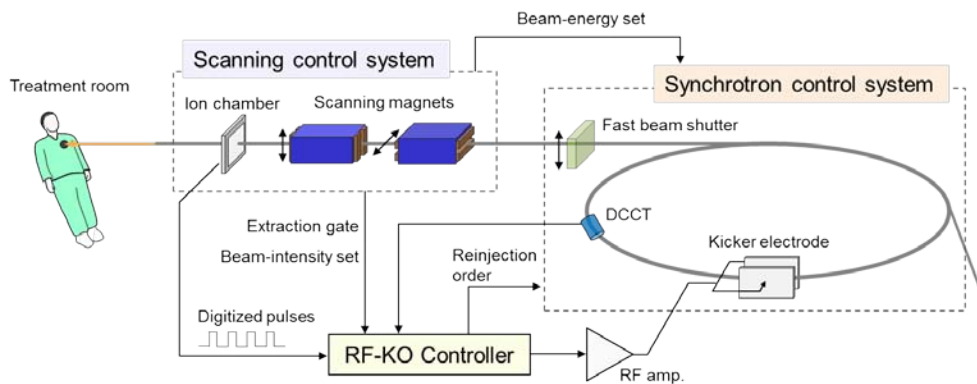 Beam-energy set
Scanning control system
Synchrotron control system
Treatment room
Ion chamber
Scanning magnets
Fast beam shutter
DCCT
Kicker electrode
Extraction gate
Beam-intensity set
Reinjection
order
Digitized pulses
RF-KO Controller
RF amp.